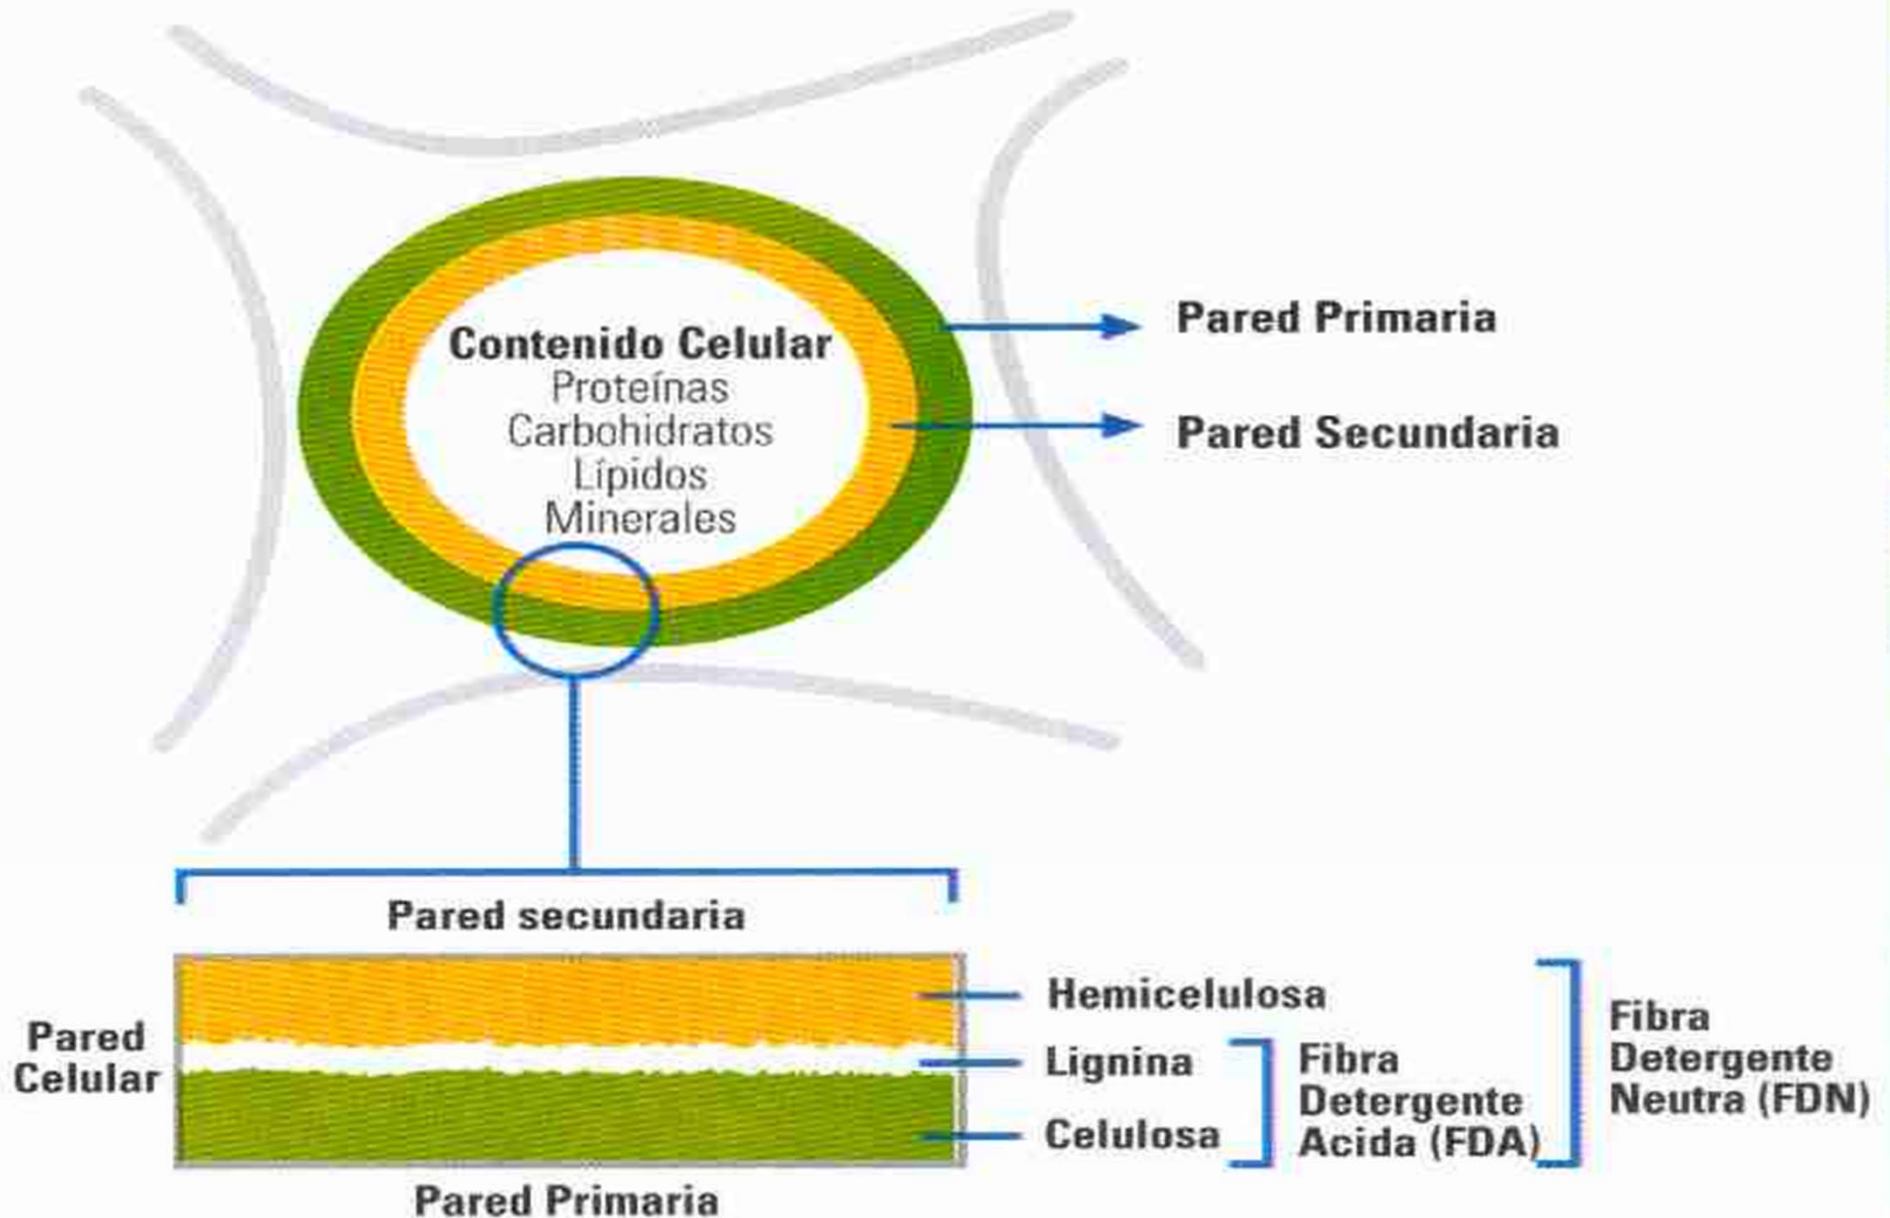 Contenido Celular
Proteínas
Carbohidratos
Lípidos
Minerales
Pared Primaria
Pared Secundaria
Pared secundaria
Pared
Celular
Hemicelulosa
Lignina
Celulosa
Fibra
Detergente
Acida (FDA)
Fibra
Detergente
Neutra (FDN)
Pared Primaria